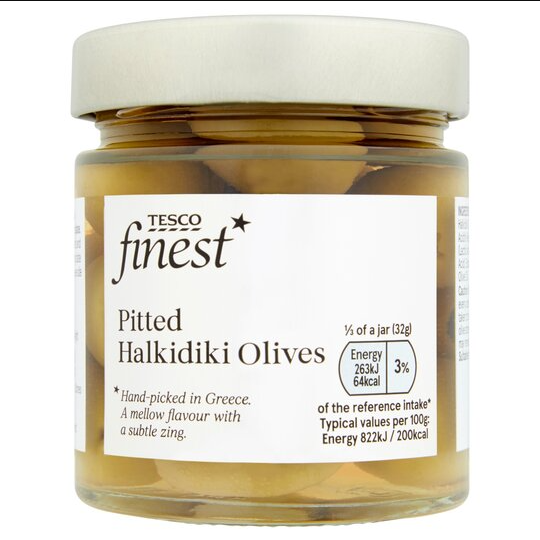 TESCO
finest*
Pitted
Halkidiki Olives
*Hand-picked in Greece.
A mellow flavour with
a subtle zing.
⅓ of a jar (32g)
Energy
263kJ
64kcal
3%
of the reference intake*
Typical values per 100g:
Energy 822kJ / 200kcal